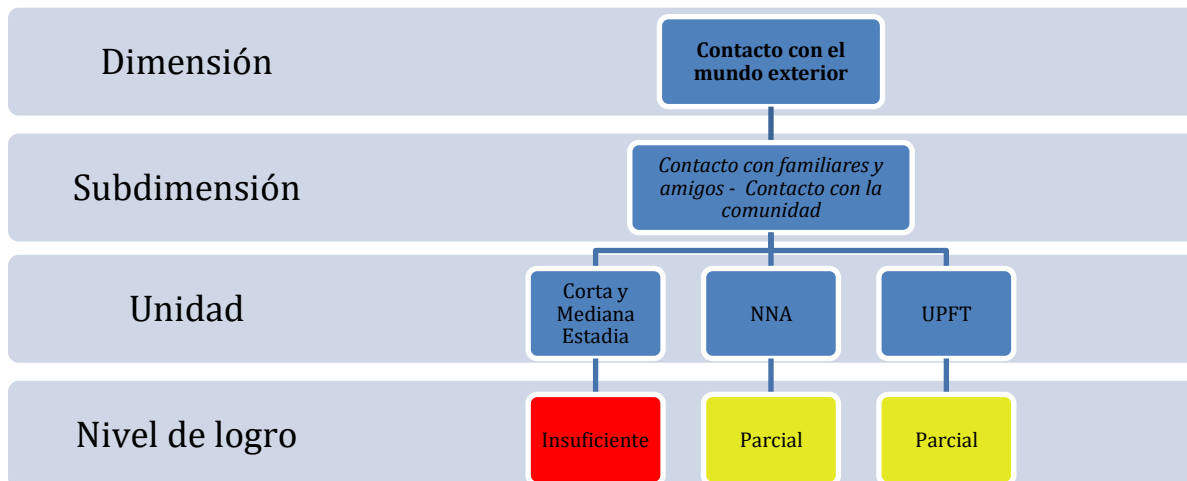 Dimensión
Contacto con el
mundo exterior
Subdimensión
Contacto con familiares y
amigos - Contacto con la
comunidad
Unidad
Corta y
Mediana
Estadia
NNA
UPFT
Nivel de logro
Insuficiente
Parcial
Parcial